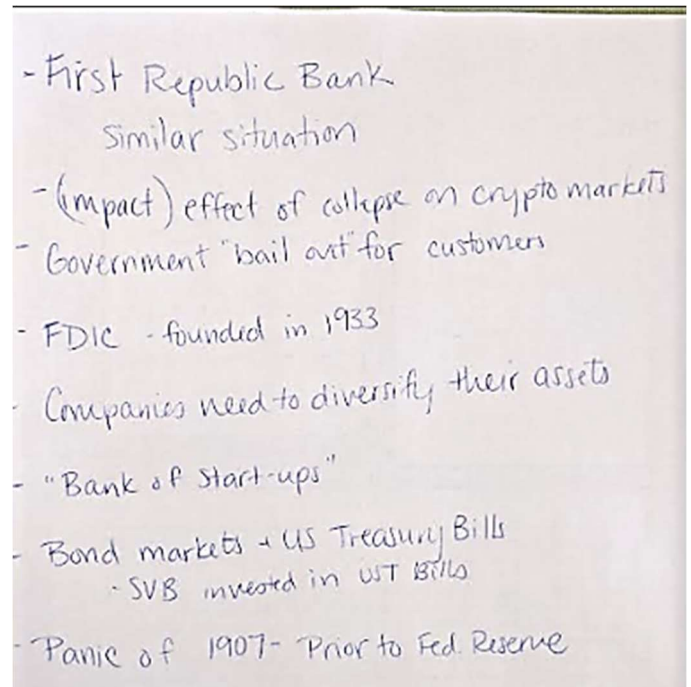 - First Republic Bank
Similar situation
- (impact) effect of collapse on crypto markets
- Government "bail out" for customers
- FDIC - founded in 1933
- Companies need to diversify their assets
- "Bank of Start-ups"
- Bond markets + US Treasury Bills
- SVB invested in UST Bills
- Panic of 1907 - Prior to Fed. Reserve